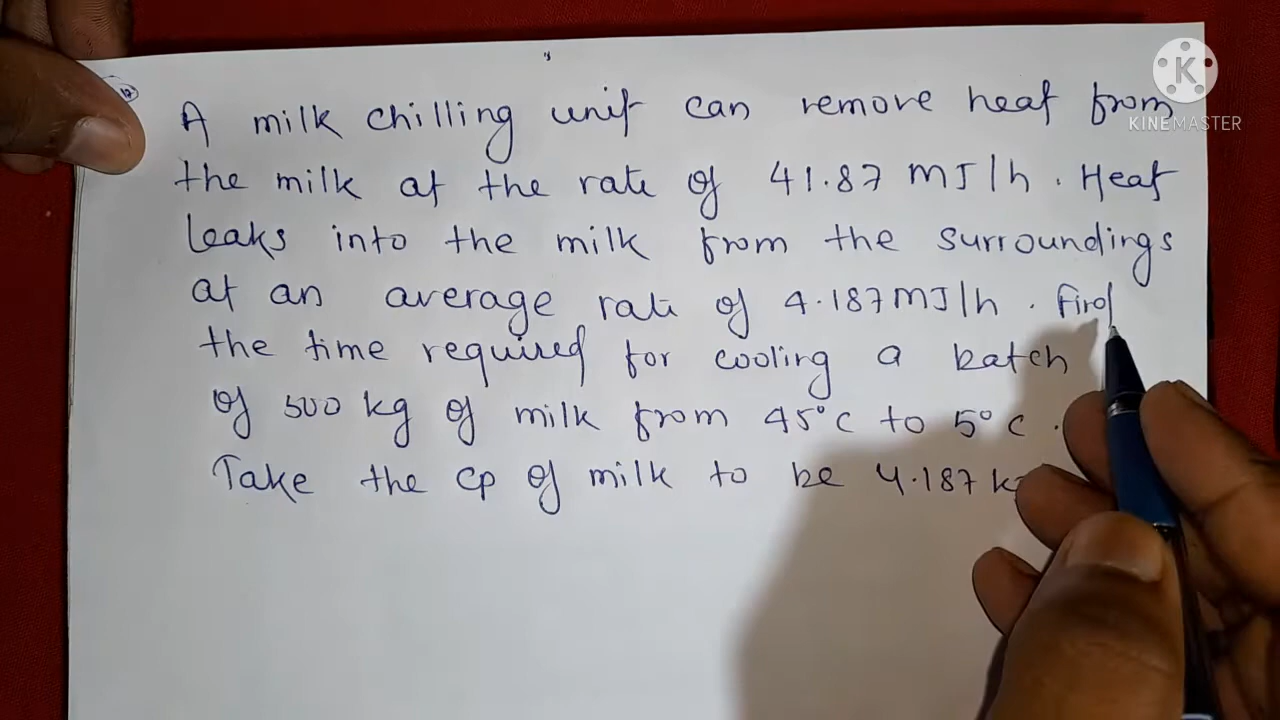 A milk chilling unit can remove heat from
the milk at the rate of 41.87 MJ/h. Heat
leaks into the milk from the surroundings
at an average rate of 4.187 MJ/h. Find
the time required for cooling a batch
of 500 kg of milk from 45°C to 5°C.
Take the cp of milk to be 4.187
K
KINEMASTER